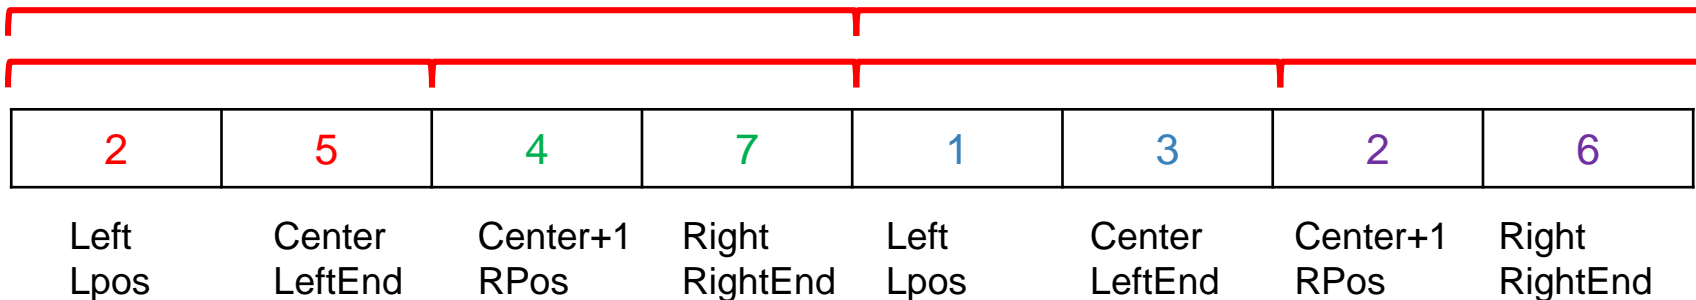 2 5 4 7 1 3 2 6
Left Center Center+1 Right Left Center Center+1 Right
Lpos LeftEnd RPos RightEnd Lpos LeftEnd RPos RightEnd